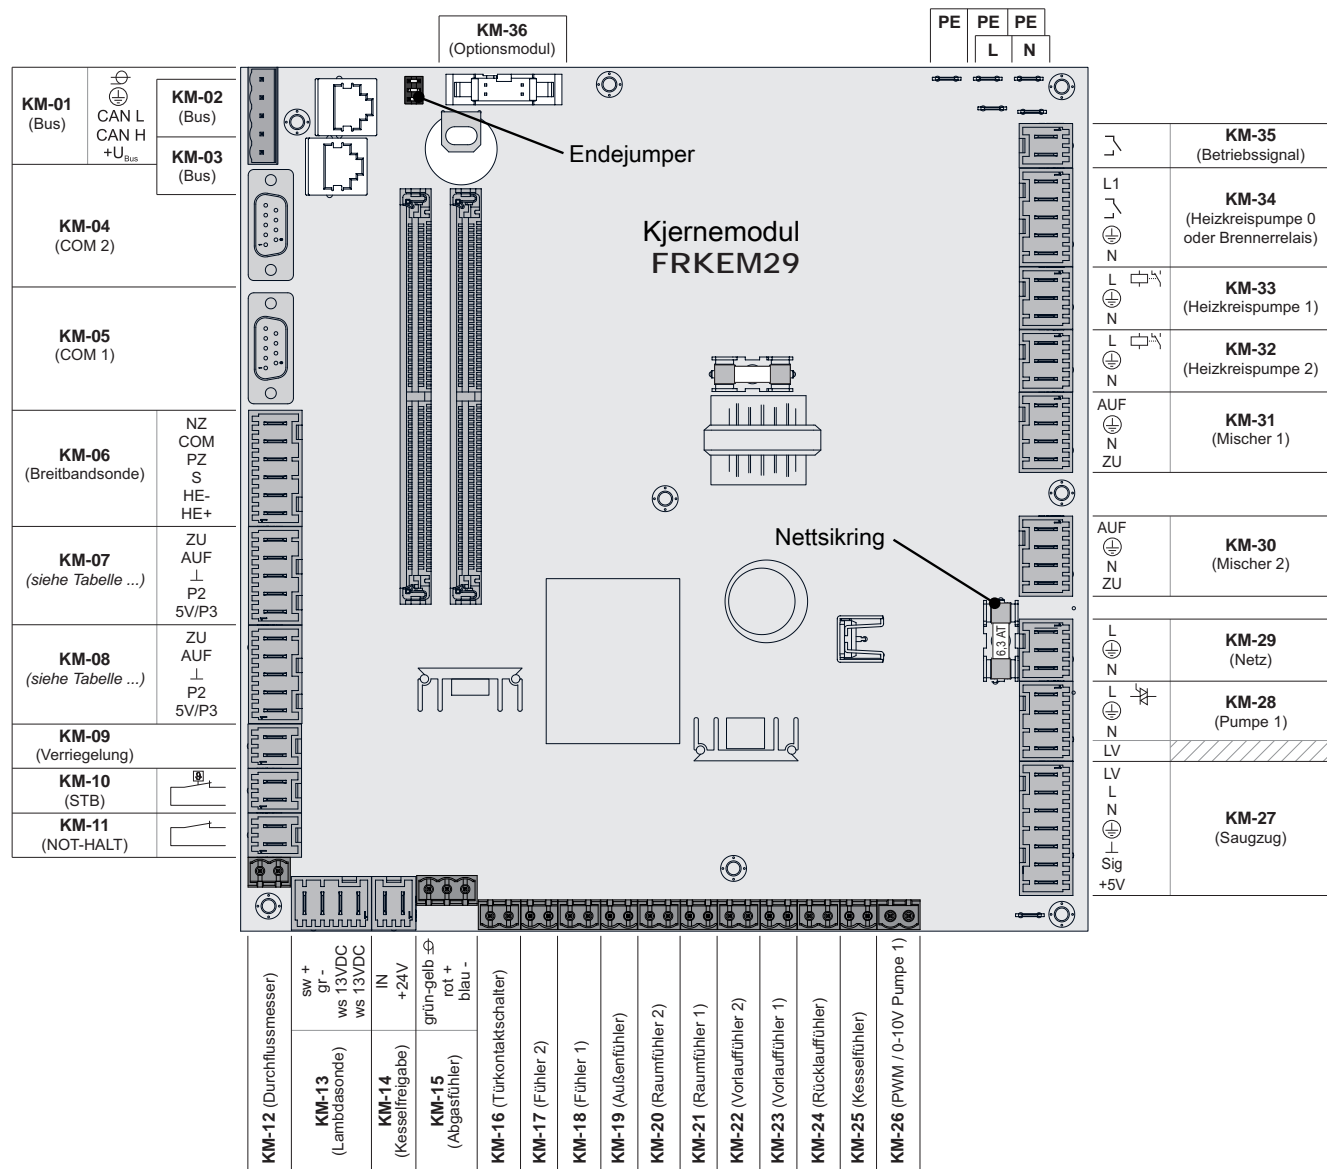 KM-36
(Optionsmodul)
PE PE PE
L N
KM-01
(Bus)
CAN L
CAN H
+U Bus
KM-02
(Bus)
KM-03
(Bus)
KM-04
(COM 2)
KM-05
(COM 1)
KM-06
(Breitbandsonde)
NZ
COM
PZ
S
HE-
HE+
KM-07
(siehe Tabelle ...)
ZU
AUF
⊥
P2
5V/P3
KM-08
(siehe Tabelle ...)
ZU
AUF
⊥
P2
5V/P3
KM-09
(Verriegelung)
KM-10
(STB)
KM-11
(NOT-HALT)
Endejumper
Kjernemodul
FRKEM29
Nettsikring
6,3 AT
KM-35
(Betriebssignal)
L1
N
KM-34
(Heizkreispumpe 0
oder Brennerrelais)
L
N
KM-33
(Heizkreispumpe 1)
L
N
KM-32
(Heizkreispumpe 2)
AUF
N
ZU
KM-31
(Mischer 1)
AUF
N
ZU
KM-30
(Mischer 2)
L
N
KM-29
(Netz)
L
N
LV
KM-28
(Pumpe 1)
LV
L
N
⊥
Sig
+5V
KM-27
(Saugzug)
KM-12 (Durchflussmesser)
sw +
gr -
ws 13VDC
ws 13VDC
KM-13
(Lambdasonde)
IN
+24V
KM-14
(Kesselfreigabe)
grün-gelb
rot +
blau -
KM-15
(Abgasfühler)
KM-16 (Türkontaktschalter)
KM-17 (Fühler 2)
KM-18 (Fühler 1)
KM-19 (Außenfühler)
KM-20 (Raumfühler 2)
KM-21 (Raumfühler 1)
KM-22 (Vorlauffühler 2)
KM-23 (Vorlauffühler 1)
KM-24 (Rücklauffühler)
KM-25 (Kesselfühler)
KM-26 (PWM / 0-10V Pumpe 1)